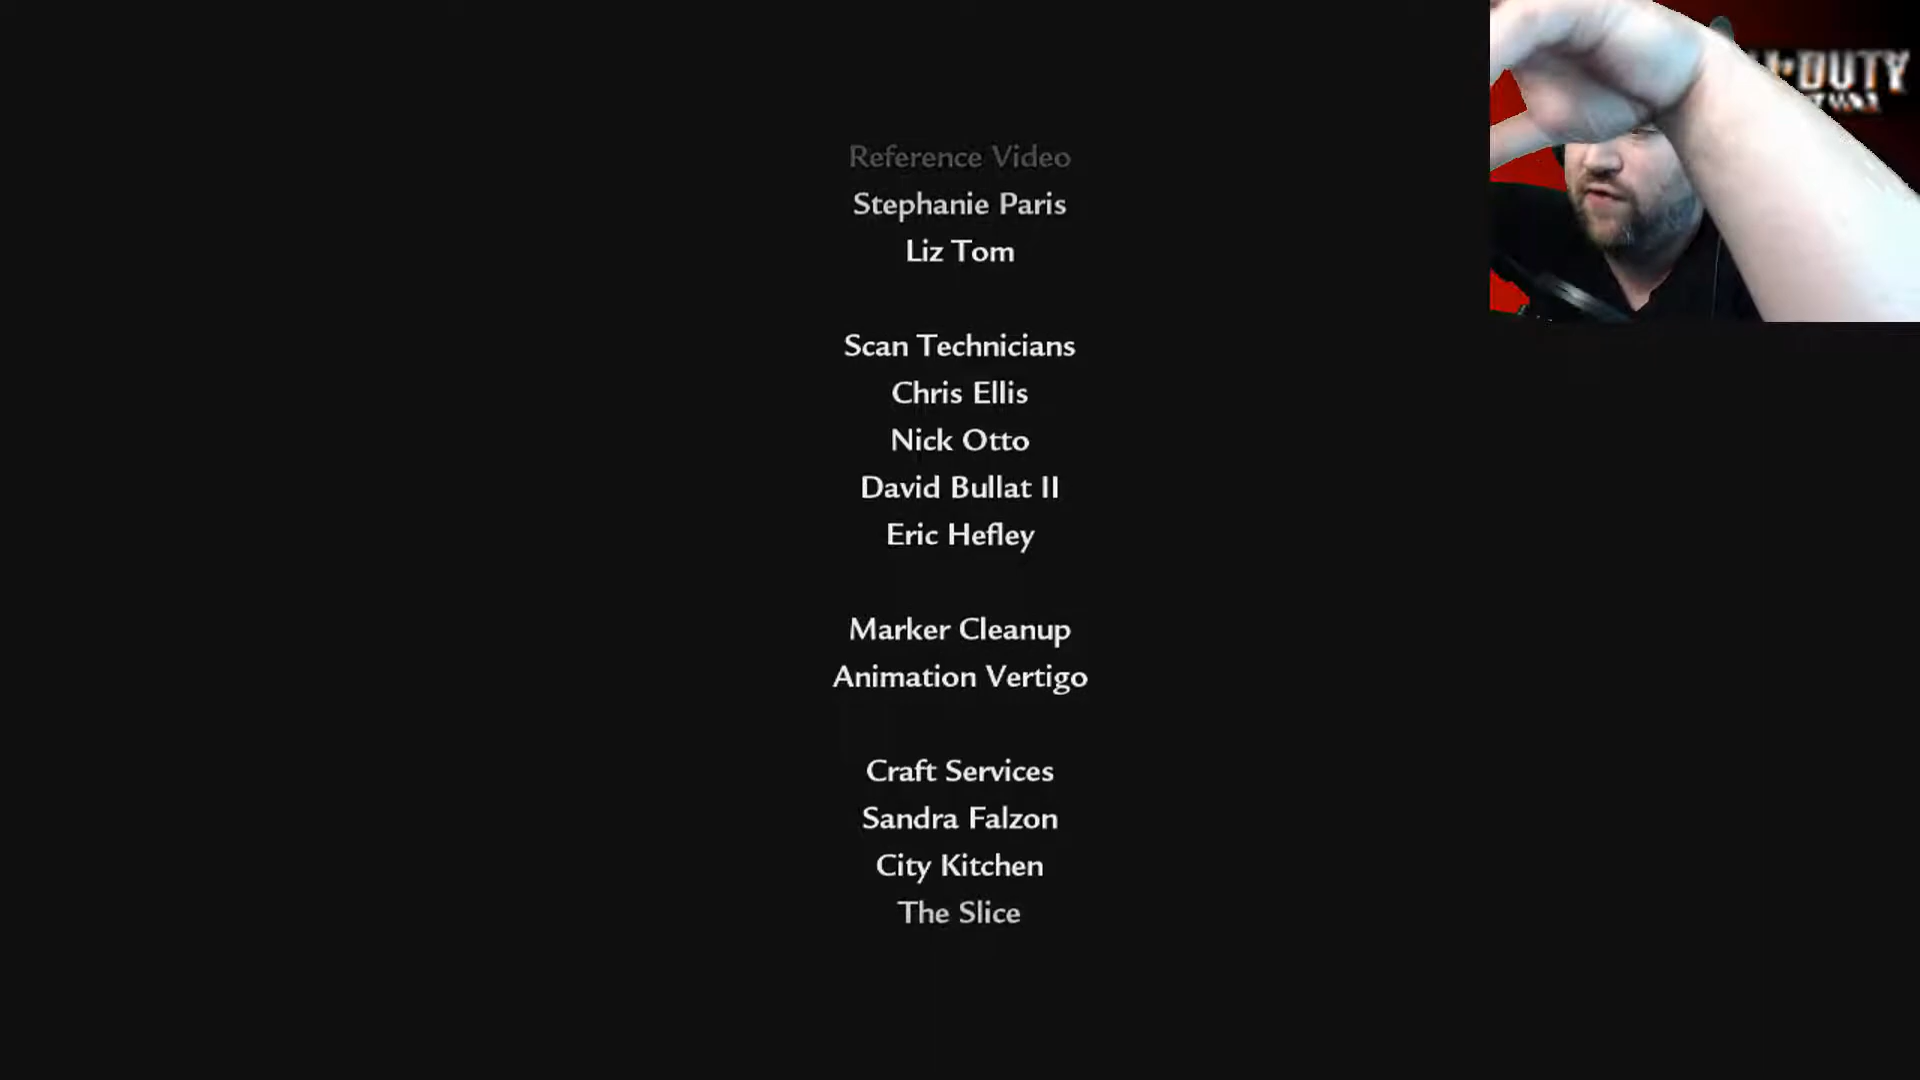 Reference Video
Stephanie Paris
Liz Tom
Scan Technicians
Chris Ellis
Nick Otto
David Bullat II
Eric Hefley
Marker Cleanup
Animation Vertigo
Craft Services
Sandra Falzon
City Kitchen
The Slice
DUTY